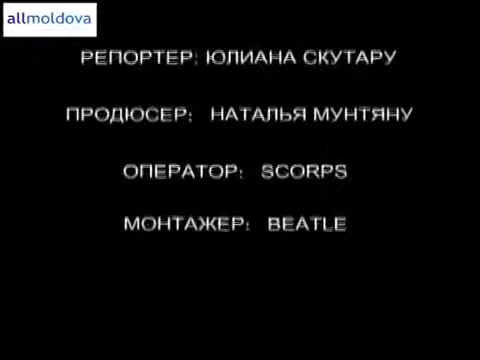 allmoldova
РЕПОРТЕР: ЮЛИАНА СКУТАРУ
ПРОДЮСЕР: НАТАЛЬЯ МУНТЯНУ
ОПЕРАТОР: SCORPS
МОНТАЖЕР: BEATLE